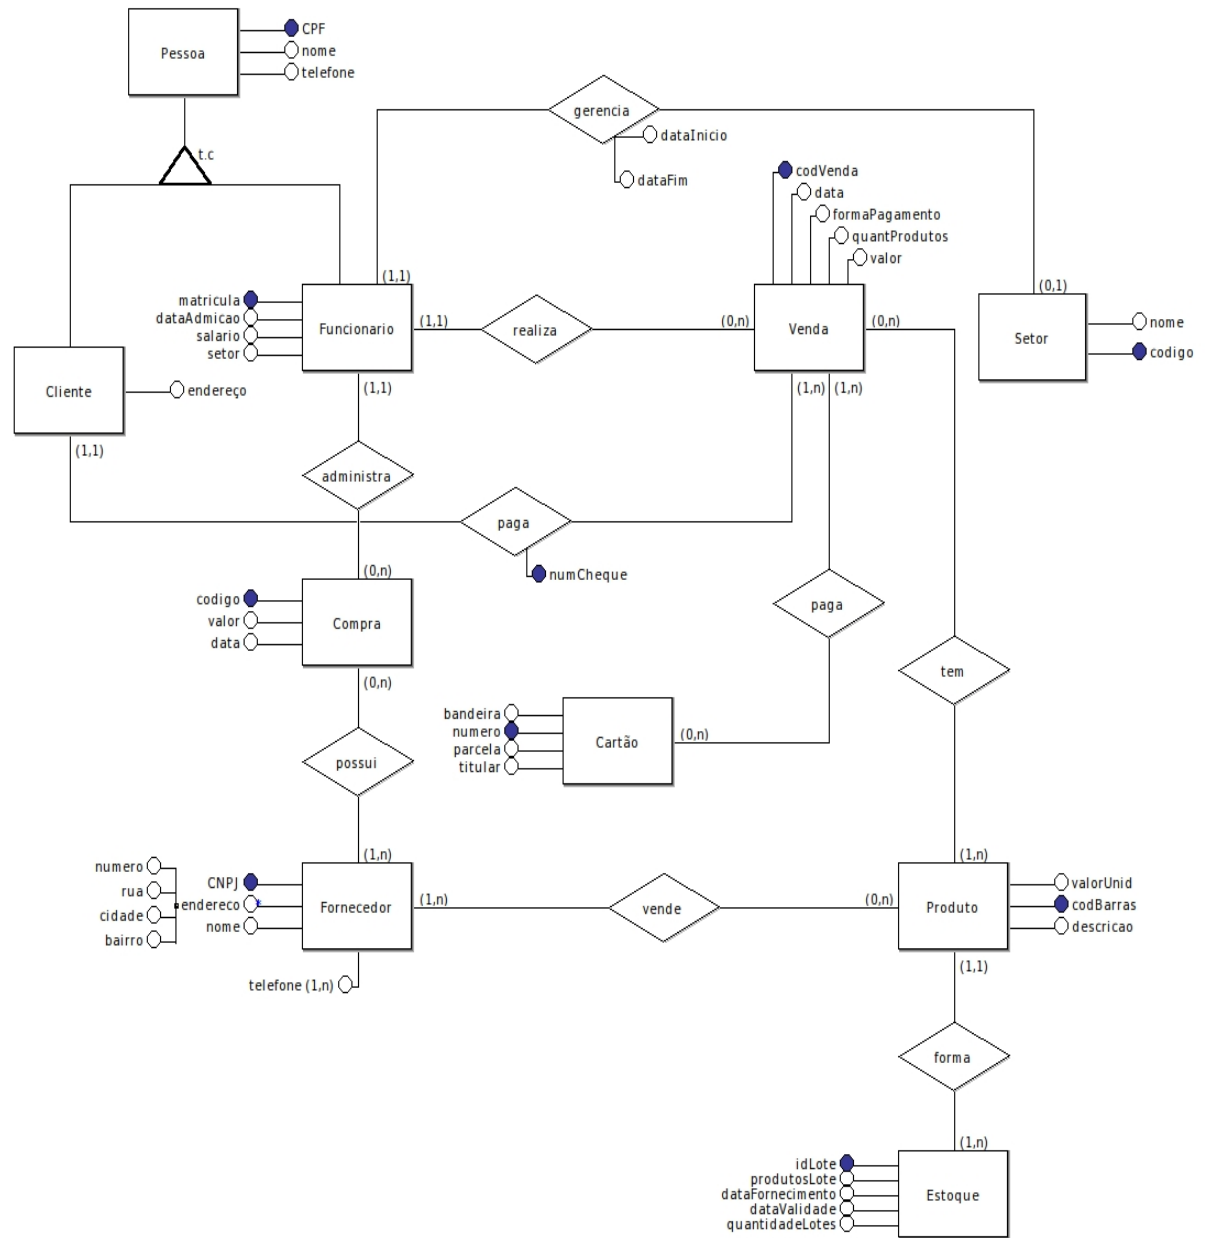 Pessoa
CPF
nome
telefone
t.c
gerencia
dataInicio
dataFim
codVenda
data
formaPagamento
quantProdutos
valor
(1,1)
(0,1)
matricula
dataAdmicao
salario
setor
Funcionario
(1,1)
realiza
(0,n)
Venda
(0,n)
Setor
nome
codigo
Cliente
endereço
(1,1)
(1,n)
(1,n)
(1,1)
administra
paga
numCheque
(0,n)
codigo
valor
data
Compra
paga
(0,n)
tem
bandeira
numero
parcela
titular
Cartão
(0,n)
possui
(1,n)
(1,n)
numero
rua
cidade
bairro
CNPJ
endereco
*
nome
Fornecedor
(1,n)
vende
(0,n)
Produto
valorUnid
codBarras
descricao
telefone (1,n)
(1,1)
forma
(1,n)
idLote
produtosLote
dataFornecimento
dataValidade
quantidadeLotes
Estoque